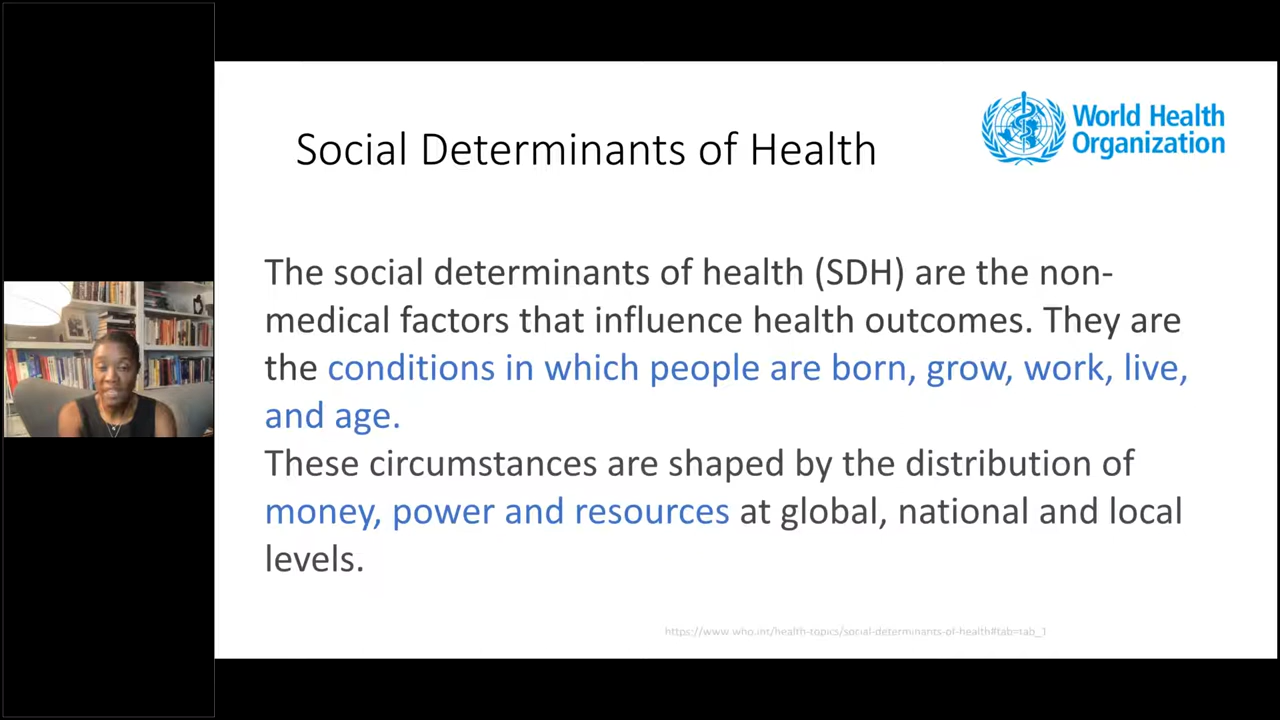 Social Determinants of Health
World Health
Organization
The social determinants of health (SDH) are the non-
medical factors that influence health outcomes. They are
the conditions in which people are born, grow, work, live,
and age.
These circumstances are shaped by the distribution of
money, power and resources at global, national and local
levels.
https://www.who.int/health-topics/social-determinants-of-health#tab=tab_1